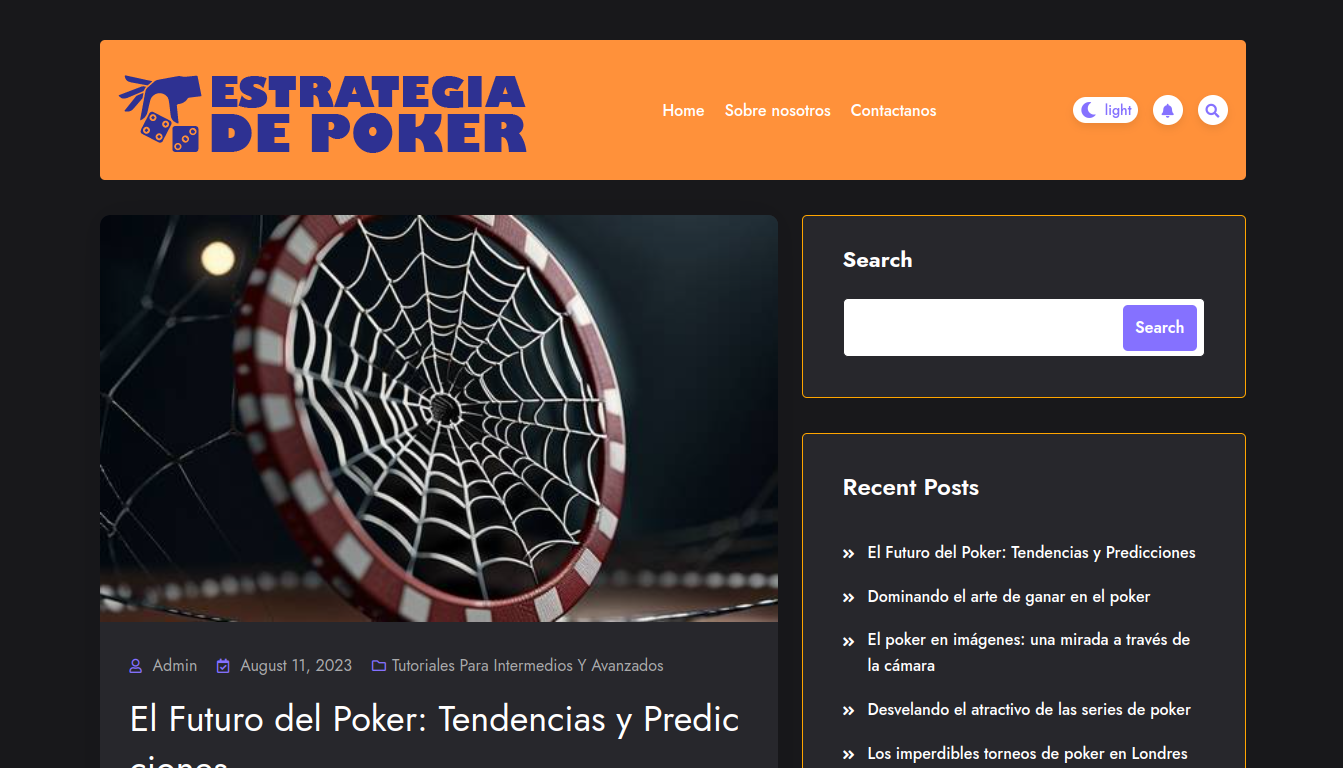 ESTRATEGIA
DE POKER
Home Sobre nosotros Contactanos
light
Search
Search
Recent Posts
El Futuro del Poker: Tendencias y Predicciones
Dominando el arte de ganar en el poker
El poker en imágenes: una mirada a través de
la cámara
Desvelando el atractivo de las series de poker
Los imperdibles torneos de poker en Londres
Admin August 11, 2023 Tutoriales Para Intermedios Y Avanzados
El Futuro del Poker: Tendencias y Predic
ciones